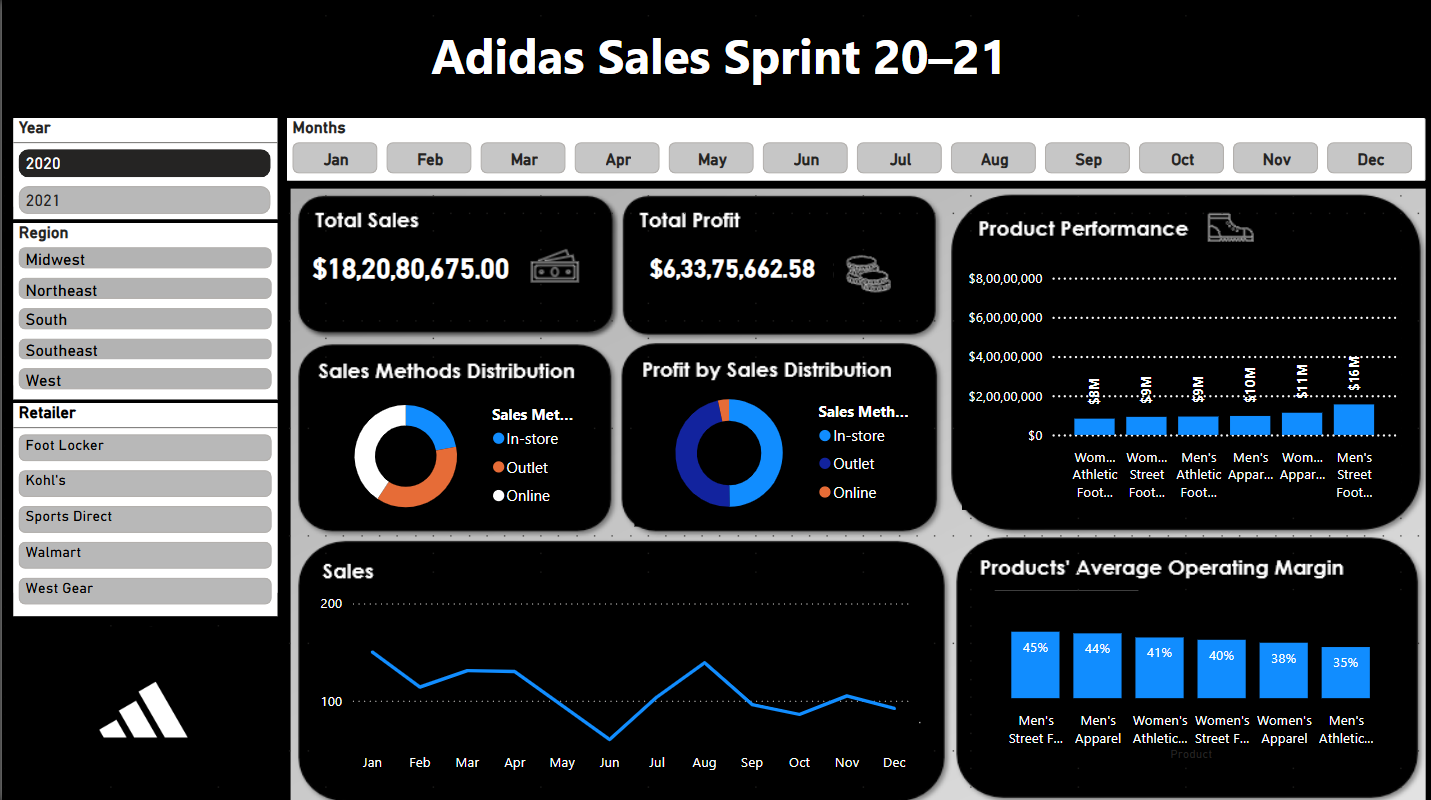 Adidas Sales Sprint 20–21
Year
2020
2021
Region
Midwest
Northeast
South
Southeast
West
Retailer
Foot Locker
Kohl's
Sports Direct
Walmart
West Gear
Months
Jan Feb Mar Apr May Jun Jul Aug Sep Oct Nov Dec
Total Sales
$18,20,80,675.00
Total Profit
$6,33,75,662.58
Product Performance
$8,00,00,000
$6,00,00,000
$4,00,00,000
$2,00,00,000
$0
$8M $9M $9M $10M $11M $16M
Wom... Wom... Men's Men's Wom... Men's
Athletic Street Athletic Appar... Appar... Street
Foot... Foot... Foot... Foot...
Sales Methods Distribution
Sales Met...
In-store
Outlet
Online
Profit by Sales Distribution
Sales Meth...
In-store
Outlet
Online
Sales
200
100
Jan Feb Mar Apr May Jun Jul Aug Sep Oct Nov Dec
Products' Average Operating Margin
45% 44% 41% 40% 38% 35%
Men's Men's Women's Women's Women's Men's
Street F... Apparel Athletic... Street F... Apparel Athletic...
Product